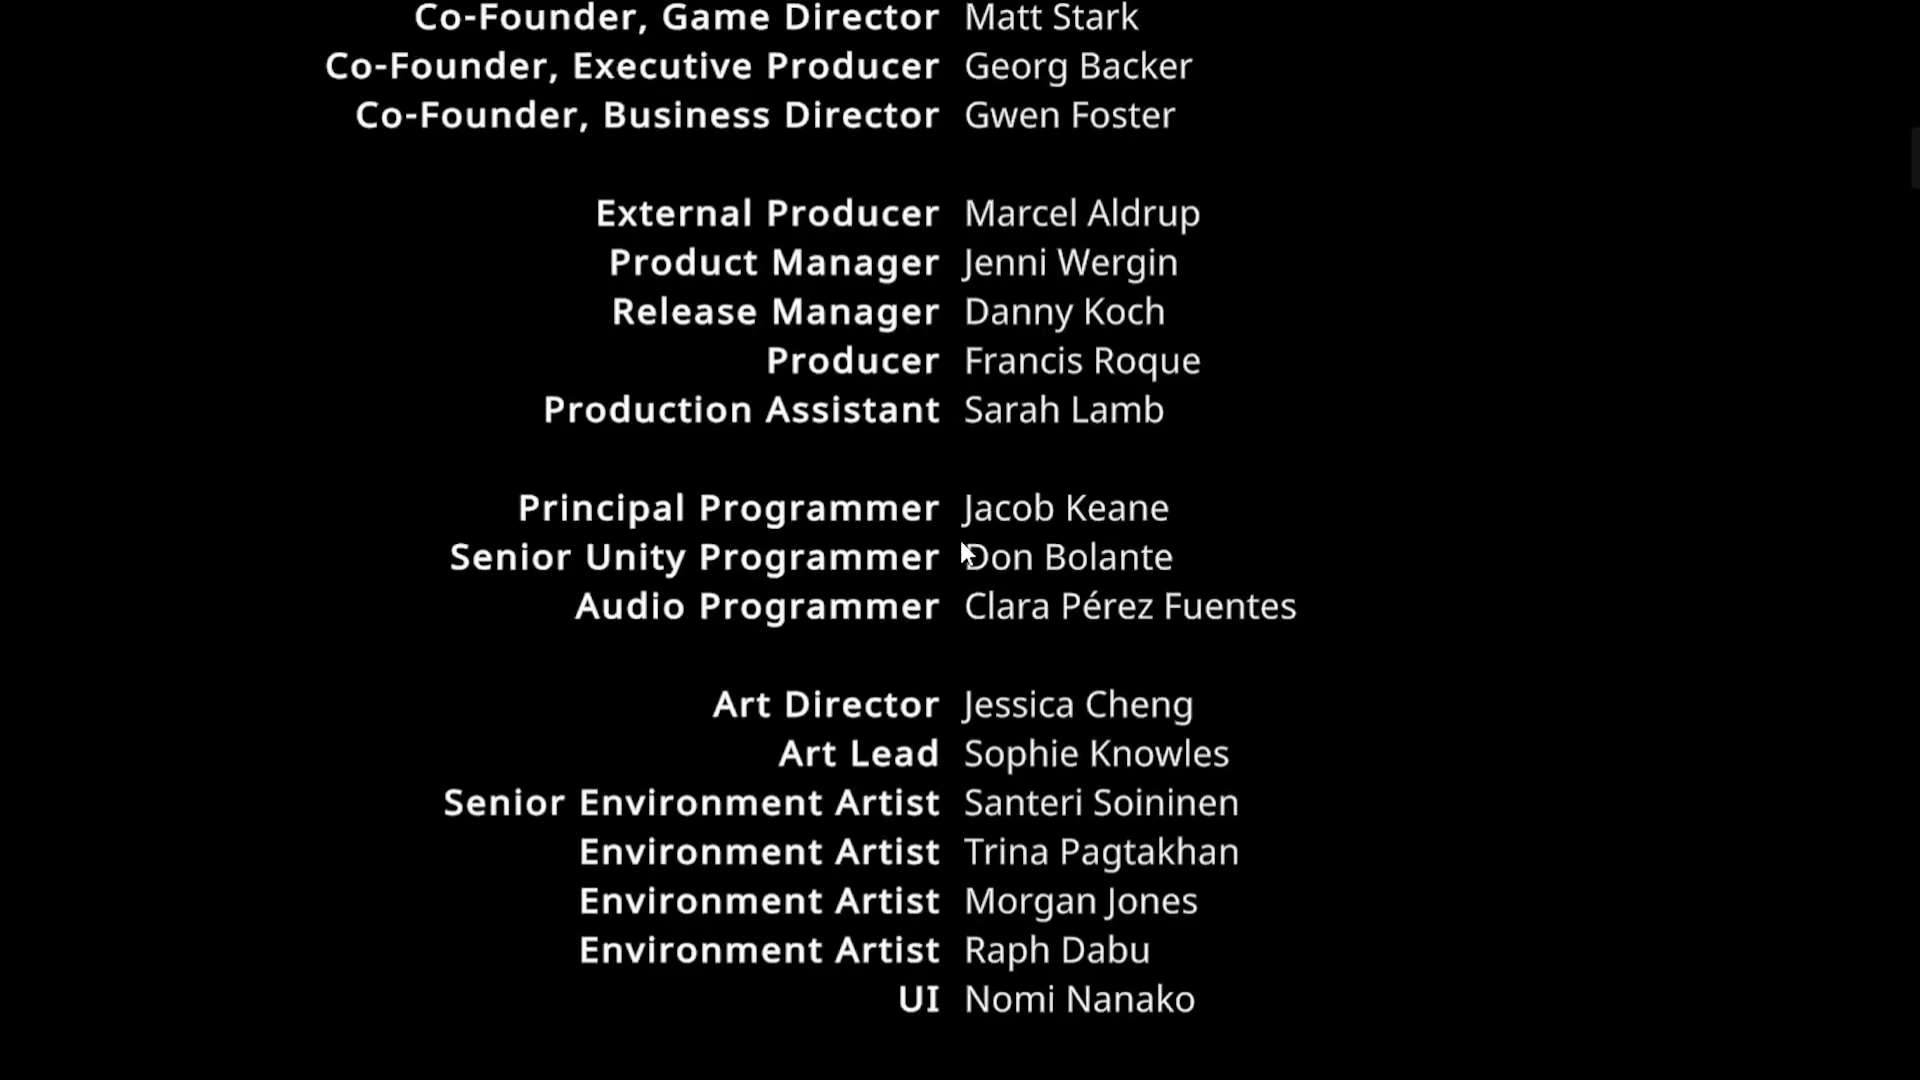 Co-Founder, Game Director Matt Stark
Co-Founder, Executive Producer Georg Backer
Co-Founder, Business Director Gwen Foster
External Producer Marcel Aldrup
Product Manager Jenni Wergin
Release Manager Danny Koch
Producer Francis Roque
Production Assistant Sarah Lamb
Principal Programmer Jacob Keane
Senior Unity Programmer Don Bolante
Audio Programmer Clara Pérez Fuentes
Art Director Jessica Cheng
Art Lead Sophie Knowles
Senior Environment Artist Santeri Soininen
Environment Artist Trina Pagtakhan
Environment Artist Morgan Jones
Environment Artist Raph Dabu
UI Nomi Nanako